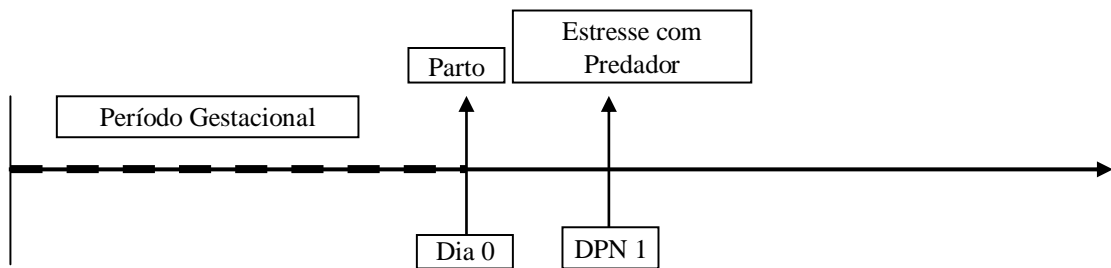 Estresse com
Predador
Parto
Período Gestacional
Dia 0
DPN 1